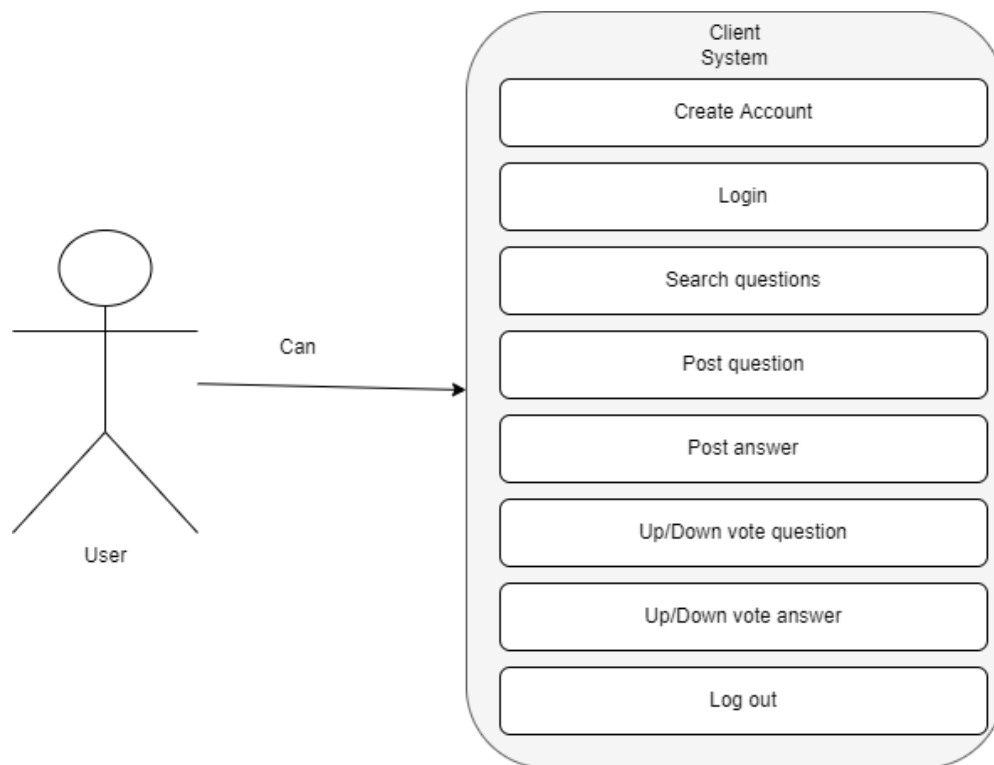 Client
System
Create Account
Login
Search questions
Can
Post question
Post answer
Up/Down vote question
User
Up/Down vote answer
Log out